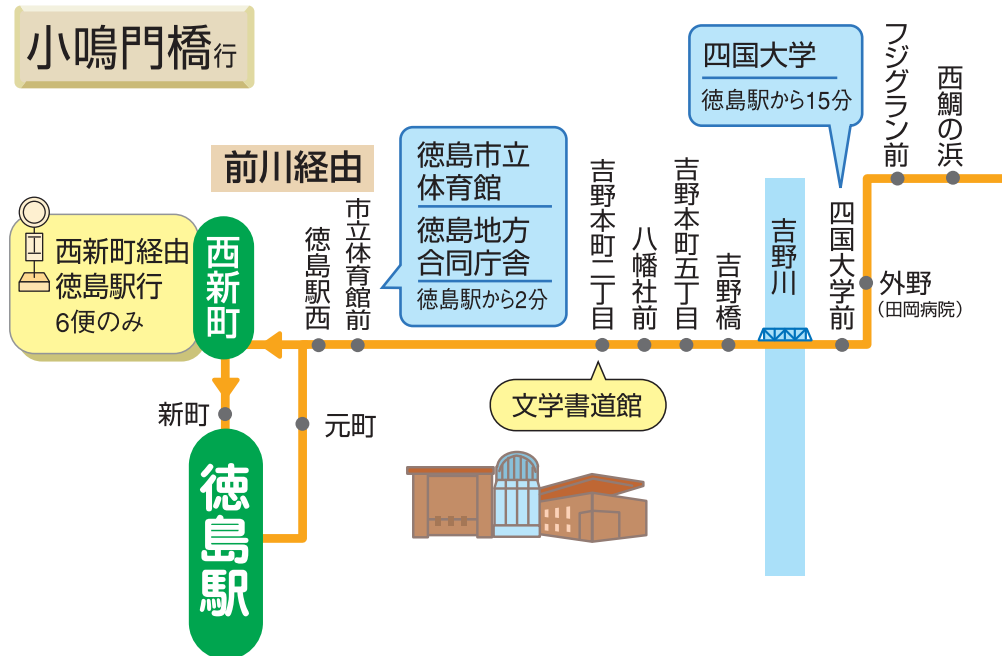 小鳴門橋行
四国大学
徳島駅から15分
フジグラン前
西鯛の浜
前川経由
徳島市立
体育館
徳島地方
合同庁舎
徳島駅から2分
西新町経由
徳島駅行
6便のみ
西新町
徳島駅西
市立体育館前
吉野本町二丁目
八幡社前
吉野本町五丁目
吉野橋
吉野川
四国大学前
外野
（田岡病院）
文学書道館
新町
元町
徳島駅